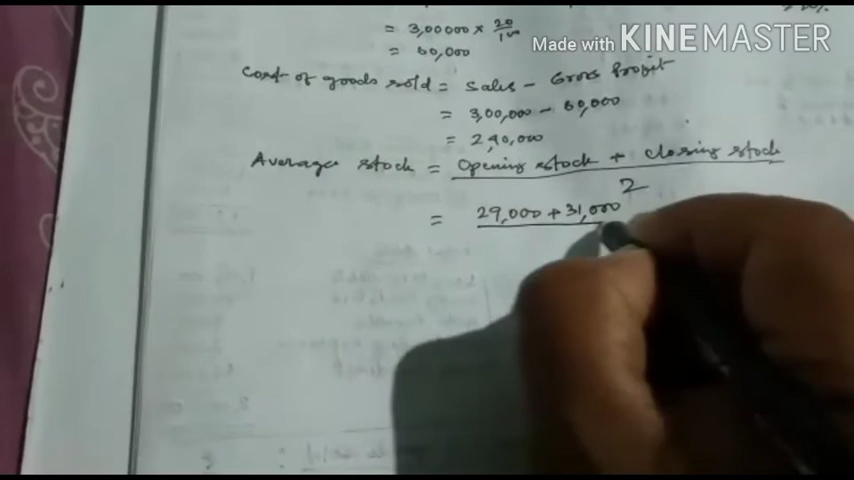 = 3,00000 × 20/100
= 60,000
Made with KINEMASTER
Cost of goods sold = Sales - Gross Profit
= 3,00,000 - 60,000
= 2,40,000
Average stock = Opening stock + closing stock
2
= 29,000 + 31,000